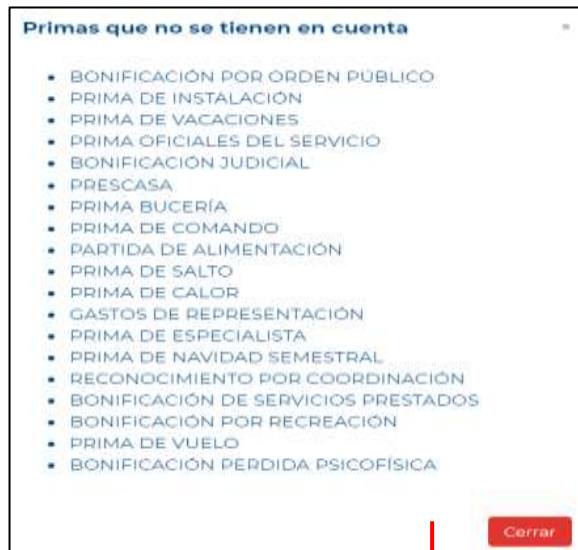 Primas que no se tienen en cuenta
• BONIFICACIÓN POR ORDEN PÚBLICO
• PRIMA DE INSTALACIÓN
• PRIMA DE VACACIONES
• PRIMA OFICIALES DEL SERVICIO
• BONIFICACIÓN JUDICIAL
• PRESCASA
• PRIMA BUCERÍA
• PRIMA DE COMANDO
• PARTIDA DE ALIMENTACIÓN
• PRIMA DE SALTO
• PRIMA DE CALOR
• GASTOS DE REPRESENTACIÓN
• PRIMA DE ESPECIALISTA
• PRIMA DE NAVIDAD SEMESTRAL
• RECONOCIMIENTO POR COORDINACIÓN
• BONIFICACIÓN DE SERVICIOS PRESTADOS
• BONIFICACIÓN POR RECREACIÓN
• PRIMA DE VUELO
• BONIFICACIÓN PERDIDA PSICOFÍSICA
Cerrar